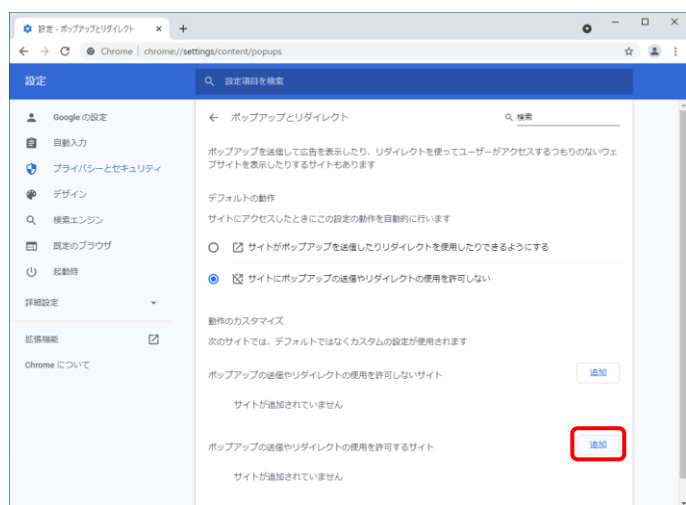 設定 - ポップアップとリダイレクト
Chrome | chrome://settings/content/popups
設定
設定項目を検索
Google の設定
自動入力
プライバシーとセキュリティ
デザイン
検索エンジン
既定のブラウザ
起動時
詳細設定
拡張機能
Chrome について
ポップアップとリダイレクト
検索
ポップアップを送信して広告を表示したり、リダイレクトを使ってユーザーがアクセスするつもりのないウェ
ブサイトを表示したりするサイトもあります
デフォルトの動作
サイトにアクセスしたときにこの設定の動作を自動的に行います
サイトがポップアップを送信したりリダイレクトを使用したりできるようにする
サイトにポップアップの送信やリダイレクトの使用を許可しない
動作のカスタマイズ
次のサイトでは、デフォルトではなくカスタムの設定が使用されます
ポップアップの送信やリダイレクトの使用を許可しないサイト
追加
サイトが追加されていません
ポップアップの送信やリダイレクトの使用を許可するサイト
追加
サイトが追加されていません